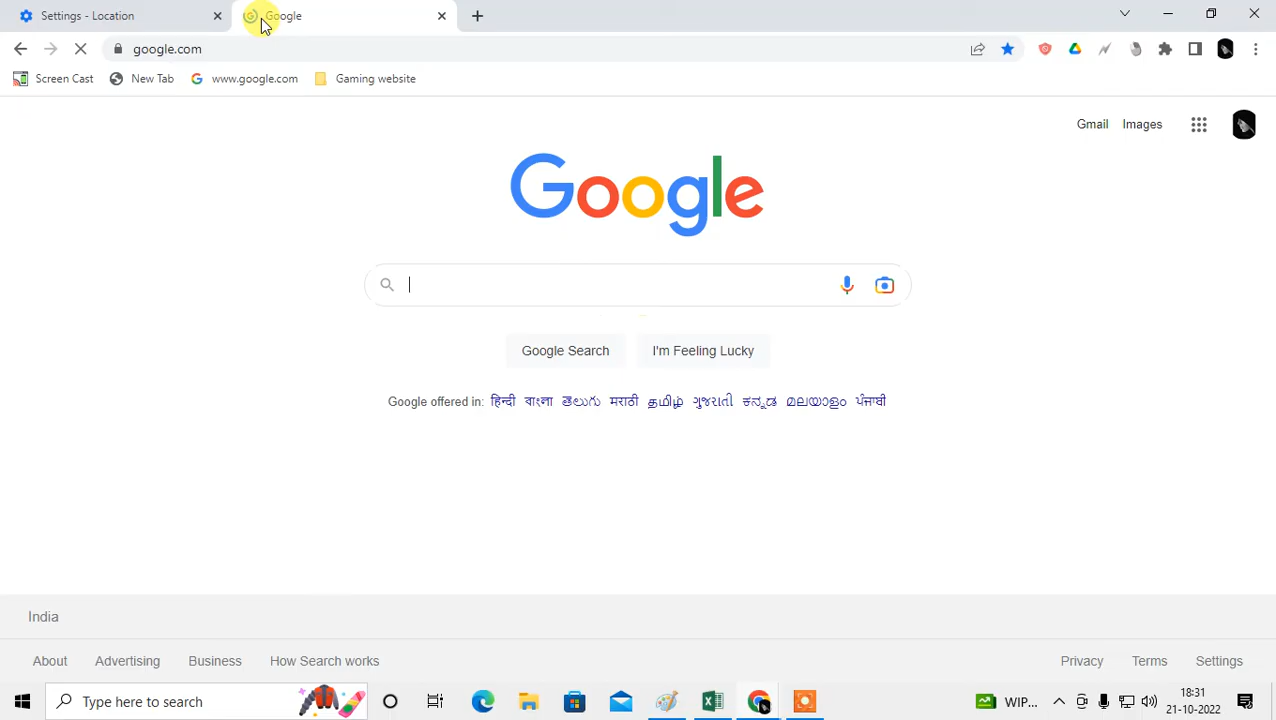 Settings - Location
Google
google.com
Screen Cast New Tab www.google.com Gaming website
Gmail Images
Google
Google Search I'm Feeling Lucky
Google offered in: हिन्दी বাংলা తెలుగు मराठी தமிழ் ગુજરાતી ಕನ್ನಡ മലയാളം ਪੰਜਾਬੀ
India
About Advertising Business How Search works Privacy Terms Settings
Type here to search WIP... 18:31
21-10-2022